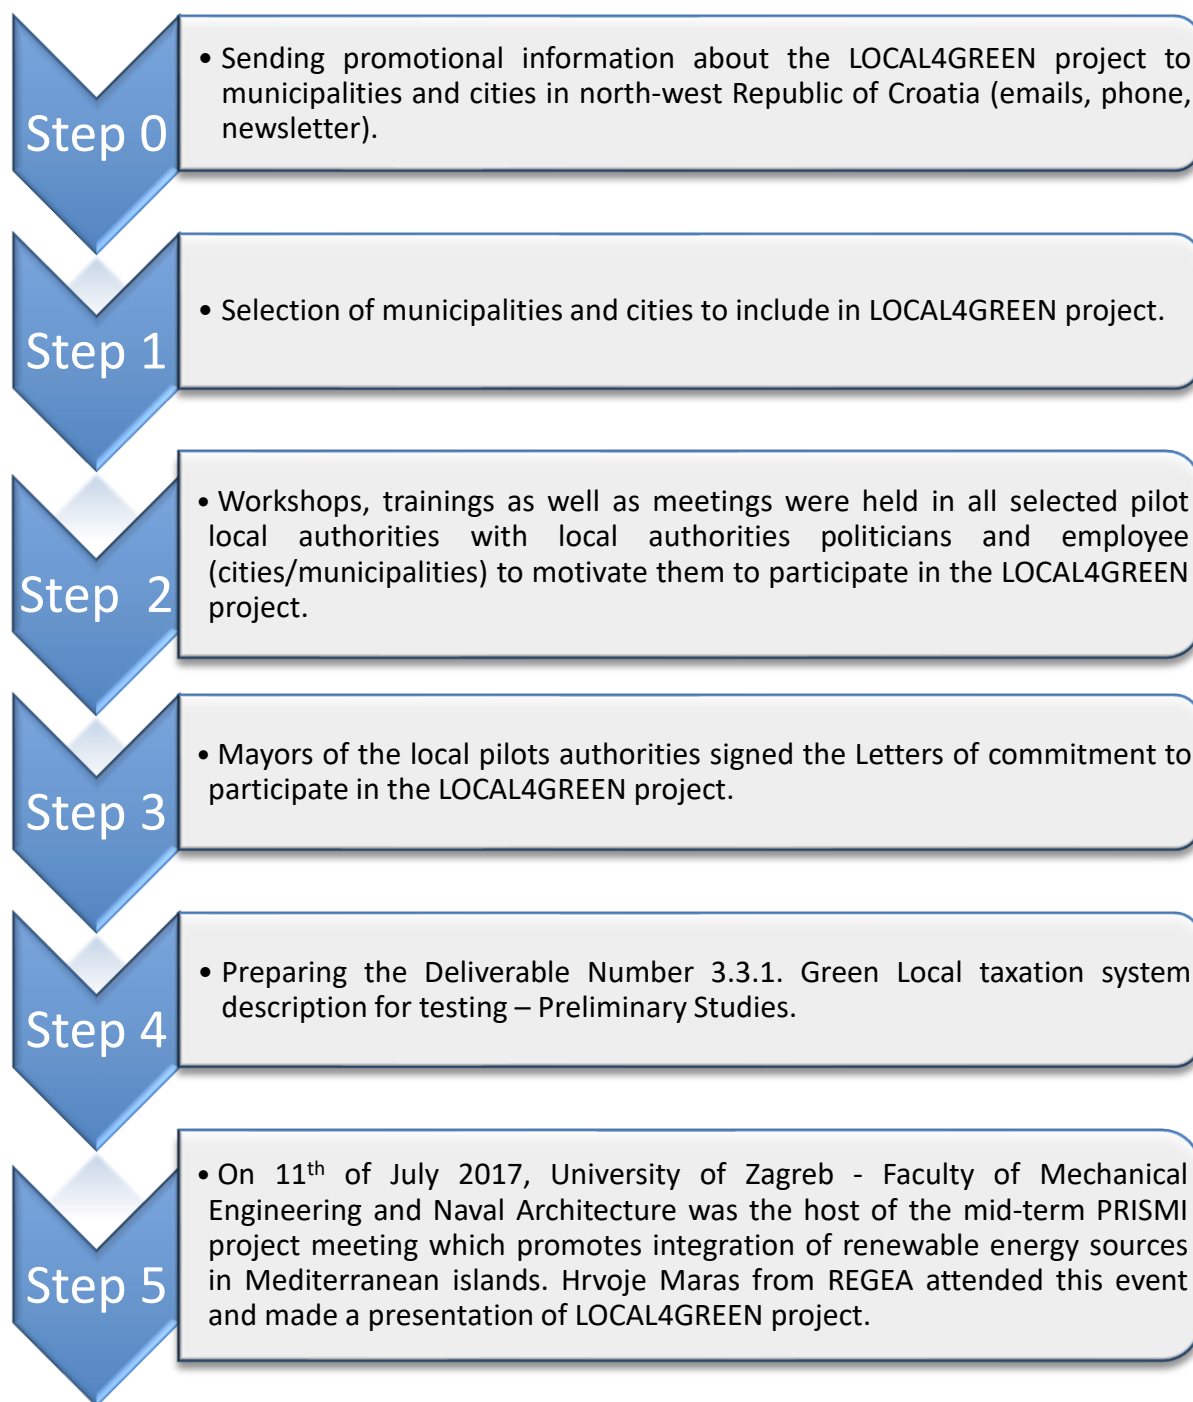 Step 0
• Sending promotional information about the LOCAL4GREEN project to
municipalities and cities in north-west Republic of Croatia (emails, phone,
newsletter).
Step 1
• Selection of municipalities and cities to include in LOCAL4GREEN project.
Step 2
• Workshops, trainings as well as meetings were held in all selected pilot
local authorities with local authorities politicians and employee
(cities/municipalities) to motivate them to participate in the LOCAL4GREEN
project.
Step 3
• Mayors of the local pilots authorities signed the Letters of commitment to
participate in the LOCAL4GREEN project.
Step 4
• Preparing the Deliverable Number 3.3.1. Green Local taxation system
description for testing – Preliminary Studies.
Step 5
• On 11th of July 2017, University of Zagreb - Faculty of Mechanical
Engineering and Naval Architecture was the host of the mid-term PRISMI
project meeting which promotes integration of renewable energy sources
in Mediterranean islands. Hrvoje Maras from REGEA attended this event
and made a presentation of LOCAL4GREEN project.